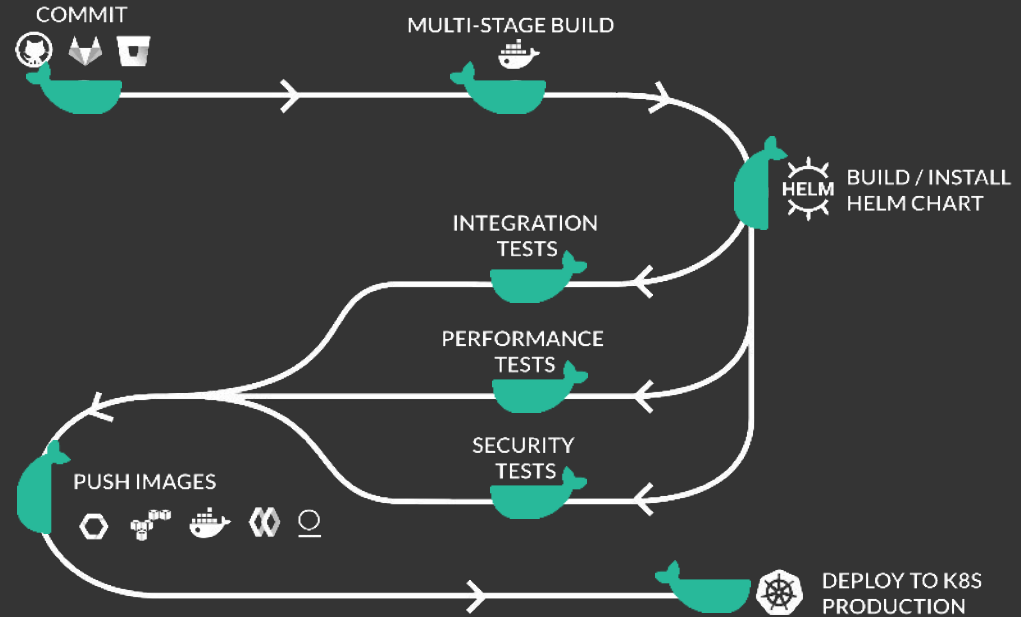 COMMIT
MULTI-STAGE BUILD
HELM
BUILD / INSTALL
HELM CHART
INTEGRATION
TESTS
PERFORMANCE
TESTS
SECURITY
TESTS
PUSH IMAGES
DEPLOY TO K8S
PRODUCTION